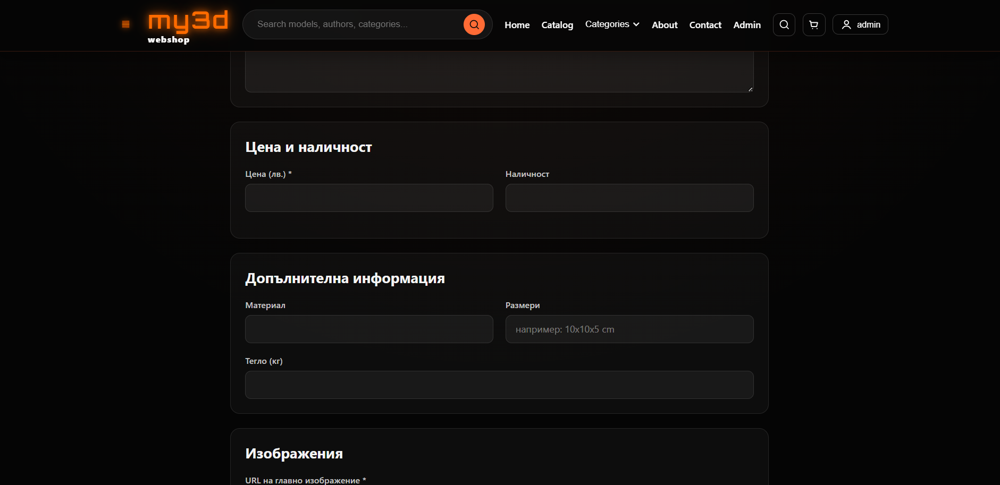 my3d
webshop
Search models, authors, categories...
Home
Catalog
Categories
About
Contact
Admin
admin
Цена и наличност
Цена (лв.) *
Наличност
Допълнителна информация
Материал
Размери
например: 10x10x5 cm
Тегло (кг)
Изображения
URL на главно изображение *